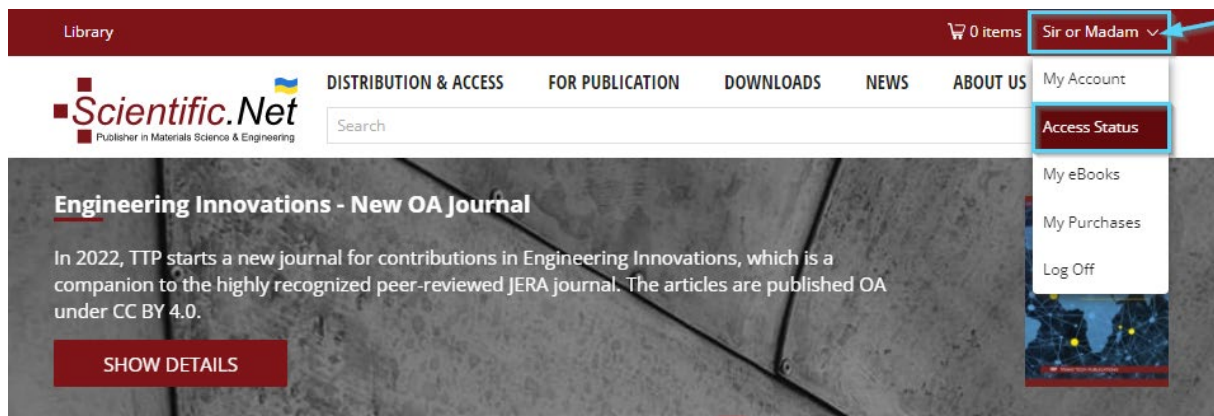 Library
0 items
Sir or Madam
DISTRIBUTION & ACCESS
FOR PUBLICATION
DOWNLOADS
NEWS
ABOUT US
Scientific.Net
Publisher in Materials Science & Engineering
Search
My Account
Access Status
My eBooks
My Purchases
Log Off
Engineering Innovations - New OA Journal
In 2022, TTP starts a new journal for contributions in Engineering Innovations, which is a
companion to the highly recognized peer-reviewed JERA journal. The articles are published OA
under CC BY 4.0.
SHOW DETAILS